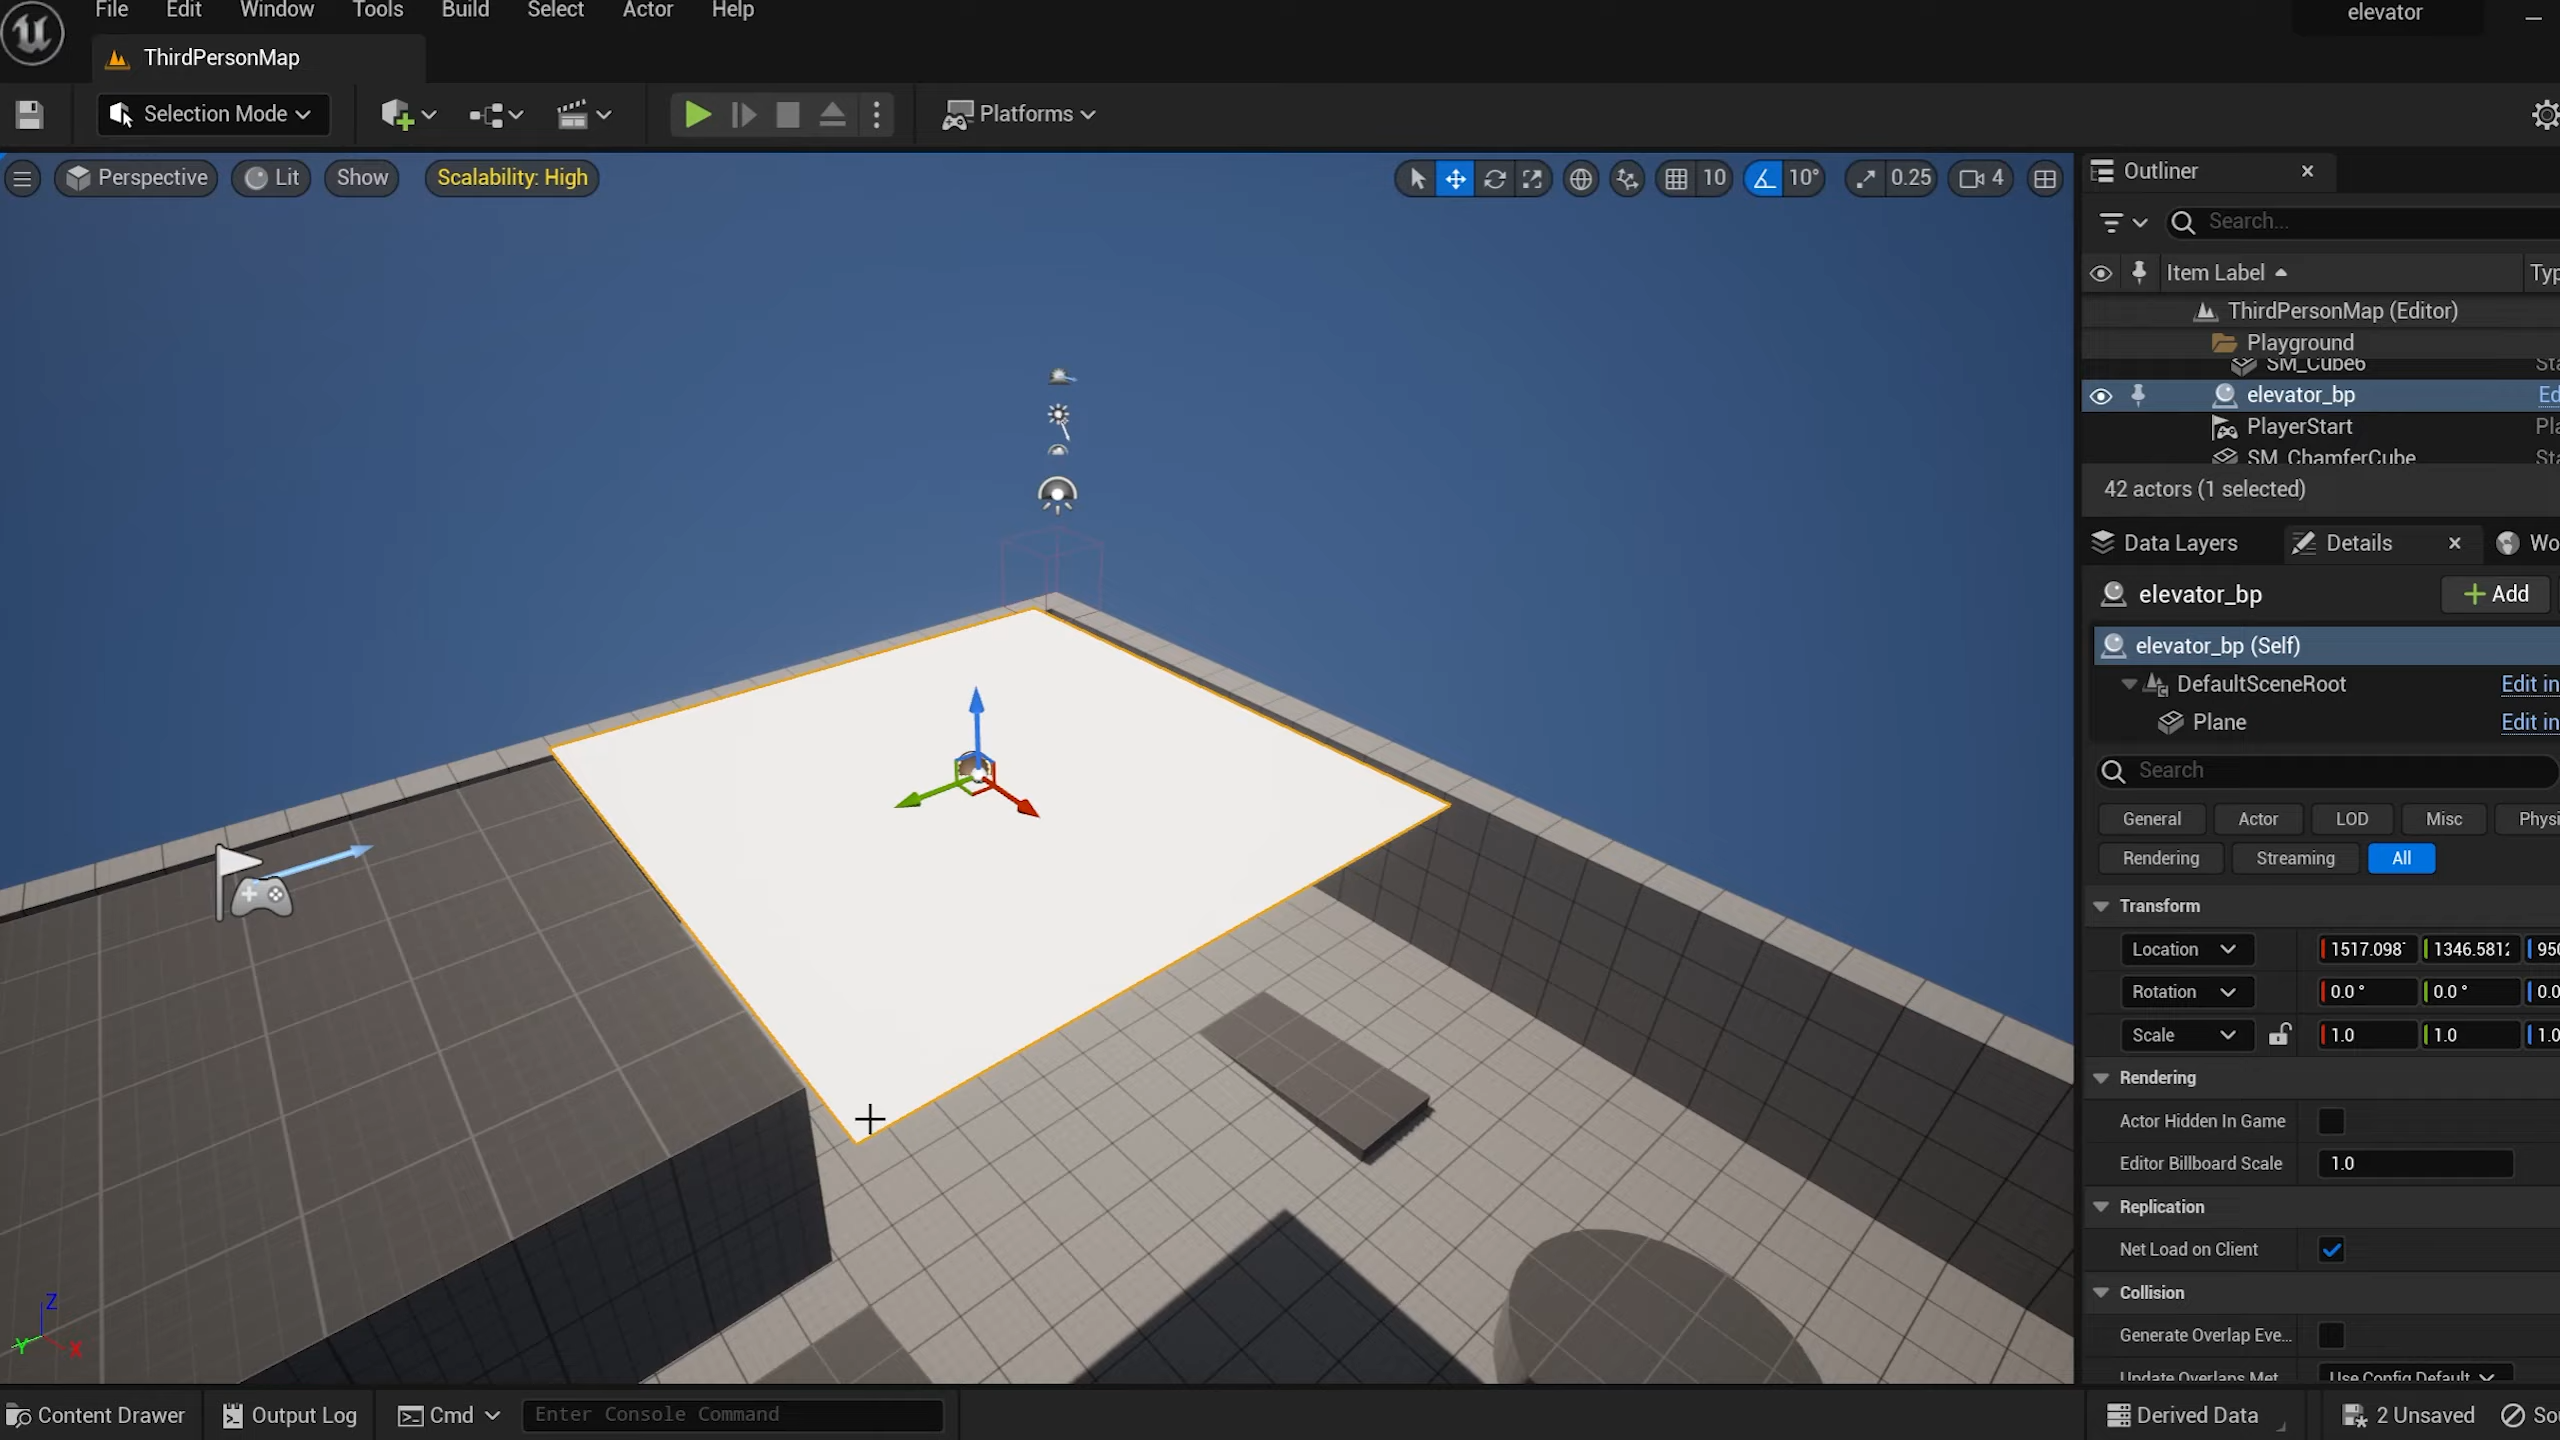 File Edit Window Tools Build Select Actor Help
elevator
ThirdPersonMap
Selection Mode
Platforms
Perspective Lit Show Scalability: High
10 10° 0.25 4
Outliner
Search...
Item Label Typ
ThirdPersonMap (Editor)
Playground
SM_Cube6 Sta
elevator_bp Ed
PlayerStart Pla
SM_ChamferCube Sta
42 actors (1 selected)
Data Layers Details Wo
elevator_bp Add
elevator_bp (Self)
DefaultSceneRoot Edit in
Plane Edit in
Search
General Actor LOD Misc Physi
Rendering Streaming All
Transform
Location 1517.098 1346.581 950
Rotation 0.0 ° 0.0 ° 0.0
Scale 1.0 1.0 1.0
Rendering
Actor Hidden In Game
Editor Billboard Scale 1.0
Replication
Net Load on Client
Collision
Generate Overlap Eve...
Update Overlaps Met Use Config Default
Z
Y X
Content Drawer Output Log Cmd Enter Console Command
Derived Data 2 Unsaved Sou